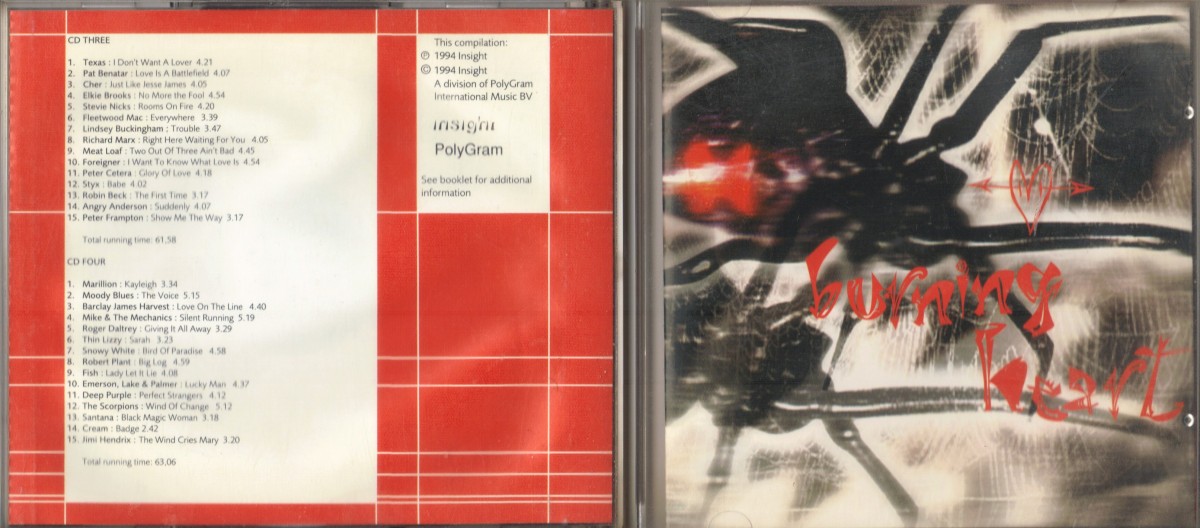 CD THREE
1. Texas : I Don't Want A Lover 4.21
2. Pat Benatar : Love Is A Battlefield 4.07
3. Cher : Just Like Jesse James 4.05
4. Elkie Brooks : No More the Fool 4.54
5. Stevie Nicks : Rooms On Fire 4.20
6. Fleetwood Mac : Everywhere 3.39
7. Lindsey Buckingham : Trouble 3.47
8. Richard Marx : Right Here Waiting For You 4.05
9. Meat Loaf : Two Out Of Three Ain't Bad 4.45
10. Foreigner : I Want To Know What Love Is 4.54
11. Peter Cetera : Glory Of Love 4.18
12. Styx : Babe 4.02
13. Robin Beck : The First Time 3.17
14. Angry Anderson : Suddenly 4.07
15. Peter Frampton : Show Me The Way 3.17
Total running time: 61.58
CD FOUR
1. Marillion : Kayleigh 3.34
2. Moody Blues : The Voice 5.15
3. Barclay James Harvest : Love On The Line 4.40
4. Mike & The Mechanics : Silent Running 5.19
5. Roger Daltrey : Giving It All Away 3.29
6. Thin Lizzy : Sarah 3.23
7. Snowy White : Bird Of Paradise 4.58
8. Robert Plant : Big Log 4.59
9. Fish : Lady Let It Lie 4.08
10. Emerson, Lake & Palmer : Lucky Man 4.37
11. Deep Purple : Perfect Strangers 4.12
12. The Scorpions : Wind Of Change 5.12
13. Santana : Black Magic Woman 3.18
14. Cream : Badge 2.42
15. Jimi Hendrix : The Wind Cries Mary 3.20
Total running time: 63.06
This compilation:
℗ 1994 Insight
© 1994 Insight
A division of PolyGram
International Music BV
insight
PolyGram
See booklet for additional
information
burning
heart